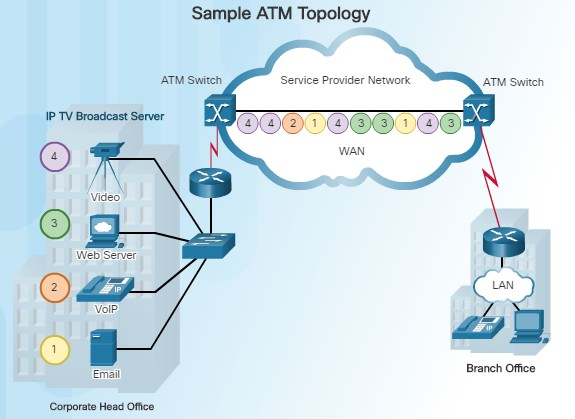 Sample ATM Topology
ATM Switch
Service Provider Network
ATM Switch
4 4 2 1 4 3 3 1 4 3
WAN
IP TV Broadcast Server
4
Video
3
Web Server
2
IP
VoIP
1
Email
Corporate Head Office
LAN
IP
Branch Office